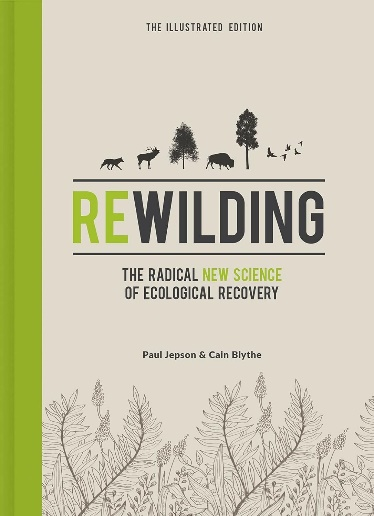 THE ILLUSTRATED EDITION
REWILDING
THE RADICAL NEW SCIENCE
OF ECOLOGICAL RECOVERY
Paul Jepson & Cain Blythe